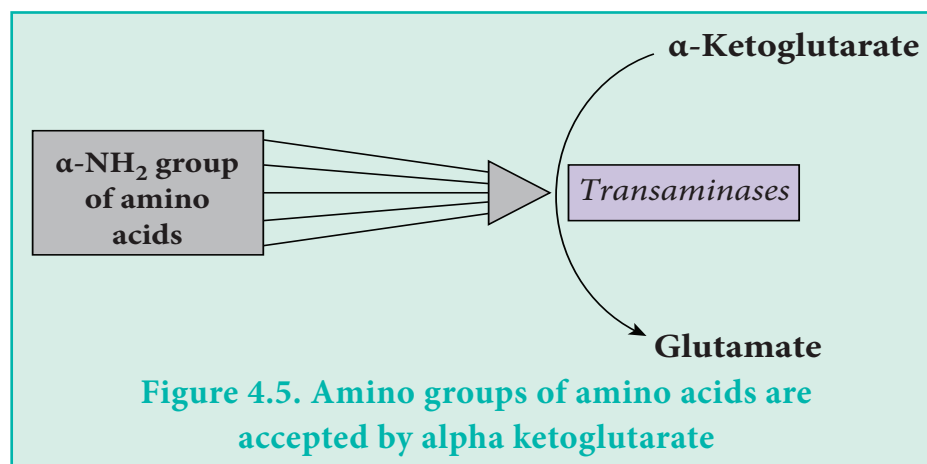 α-Ketoglutarate
α-NH₂ group
of amino
acids
Transaminases
Glutamate
Figure 4.5. Amino groups of amino acids are
accepted by alpha ketoglutarate